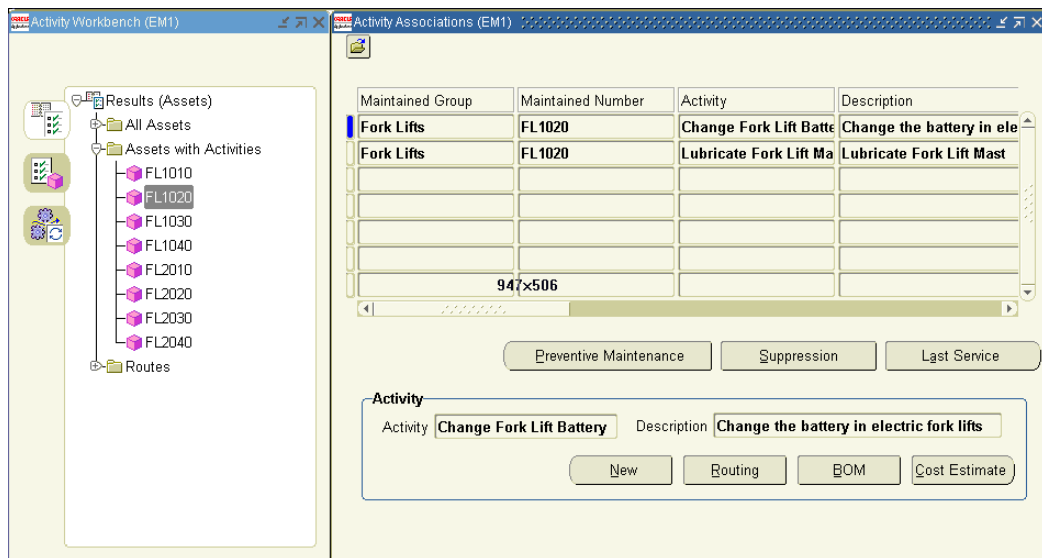 Activity Workbench (EM1)
Results (Assets)
All Assets
Assets with Activities
FL1010
FL1020
FL1030
FL1040
FL2010
FL2020
FL2030
FL2040
Routes
Activity Associations (EM1)
Maintained Group Maintained Number Activity Description
Fork Lifts FL1020 Change Fork Lift Batte Change the battery in ele
Fork Lifts FL1020 Lubricate Fork Lift Ma Lubricate Fork Lift Mast
947×506
Preventive Maintenance Suppression Last Service
Activity
Activity Change Fork Lift Battery Description Change the battery in electric fork lifts
New Routing BOM Cost Estimate